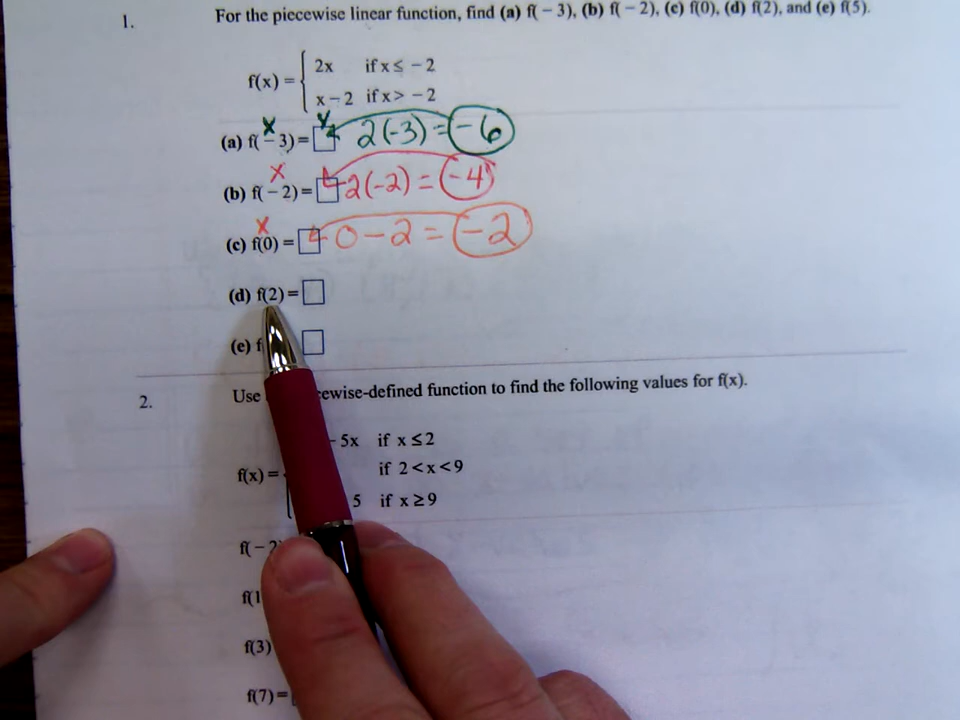 1. For the piecewise linear function, find (a) f( − 3), (b) f( − 2), (c) f(0), (d) f(2), and (e) f(5).
2x if x ≤ − 2
f(x) =
x − 2 if x > − 2
x y
(a) f( − 3) = 2(-3) = -6
x
(b) f( − 2) = 2(-2) = -4
x
(c) f(0) = 0 - 2 = -2
(d) f(2) =
(e) f
2. Use ewise-defined function to find the following values for f(x).
5x if x ≤ 2
f(x) = if 2 < x < 9
5 if x ≥ 9
f( − 2
f(1
f(3)
f(7) =